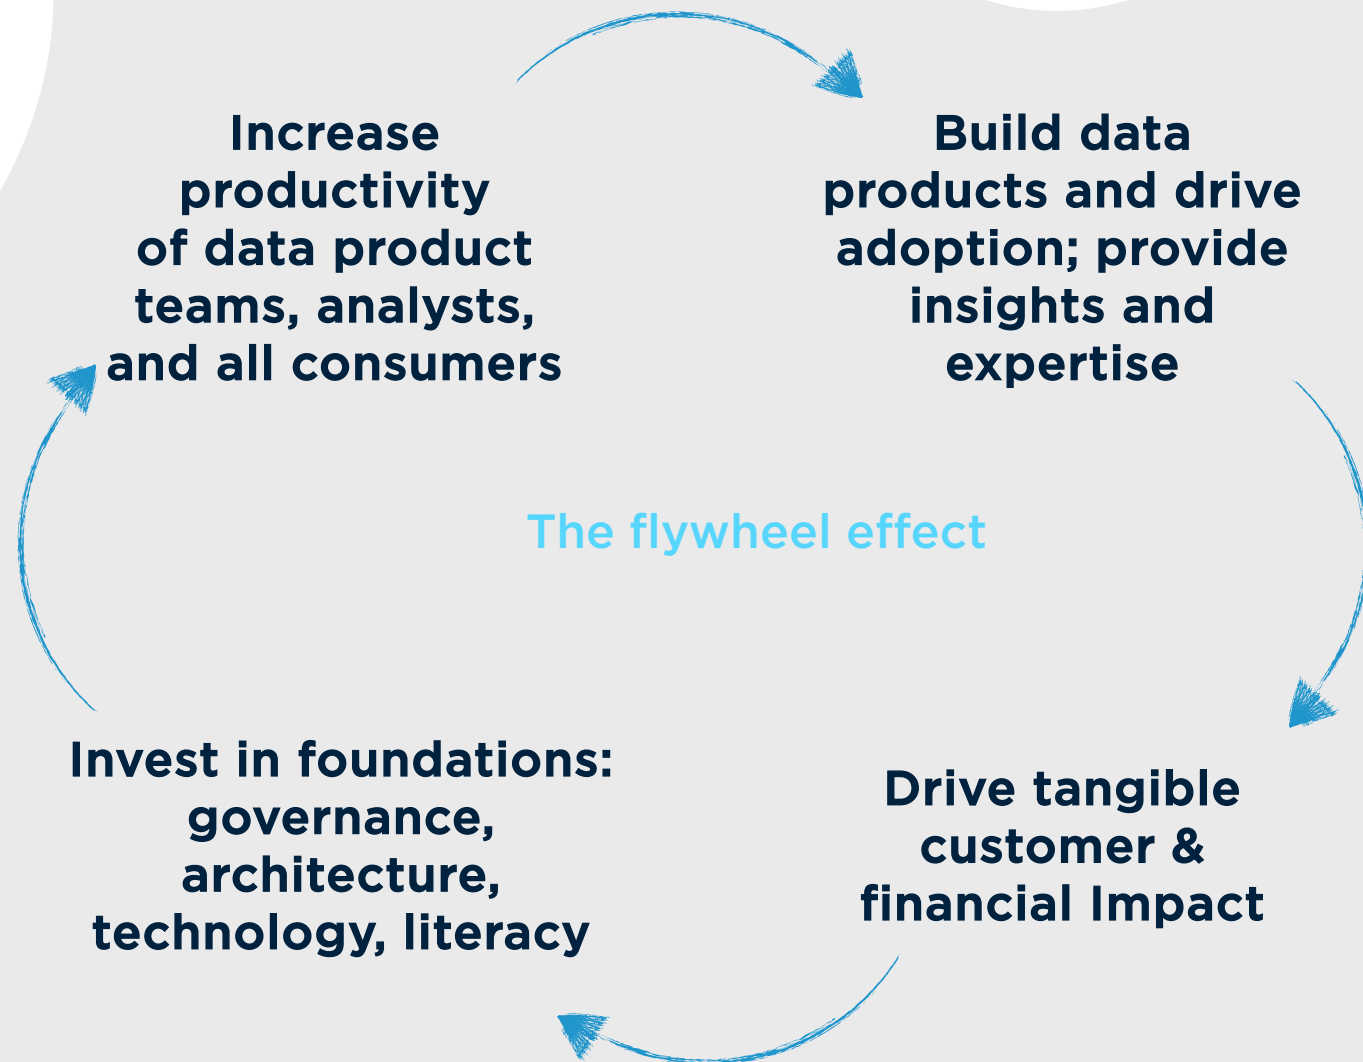 Increase
productivity
of data product
teams, analysts,
and all consumers
Build data
products and drive
adoption; provide
insights and
expertise
The flywheel effect
Invest in foundations:
governance,
architecture,
technology, literacy
Drive tangible
customer &
financial Impact